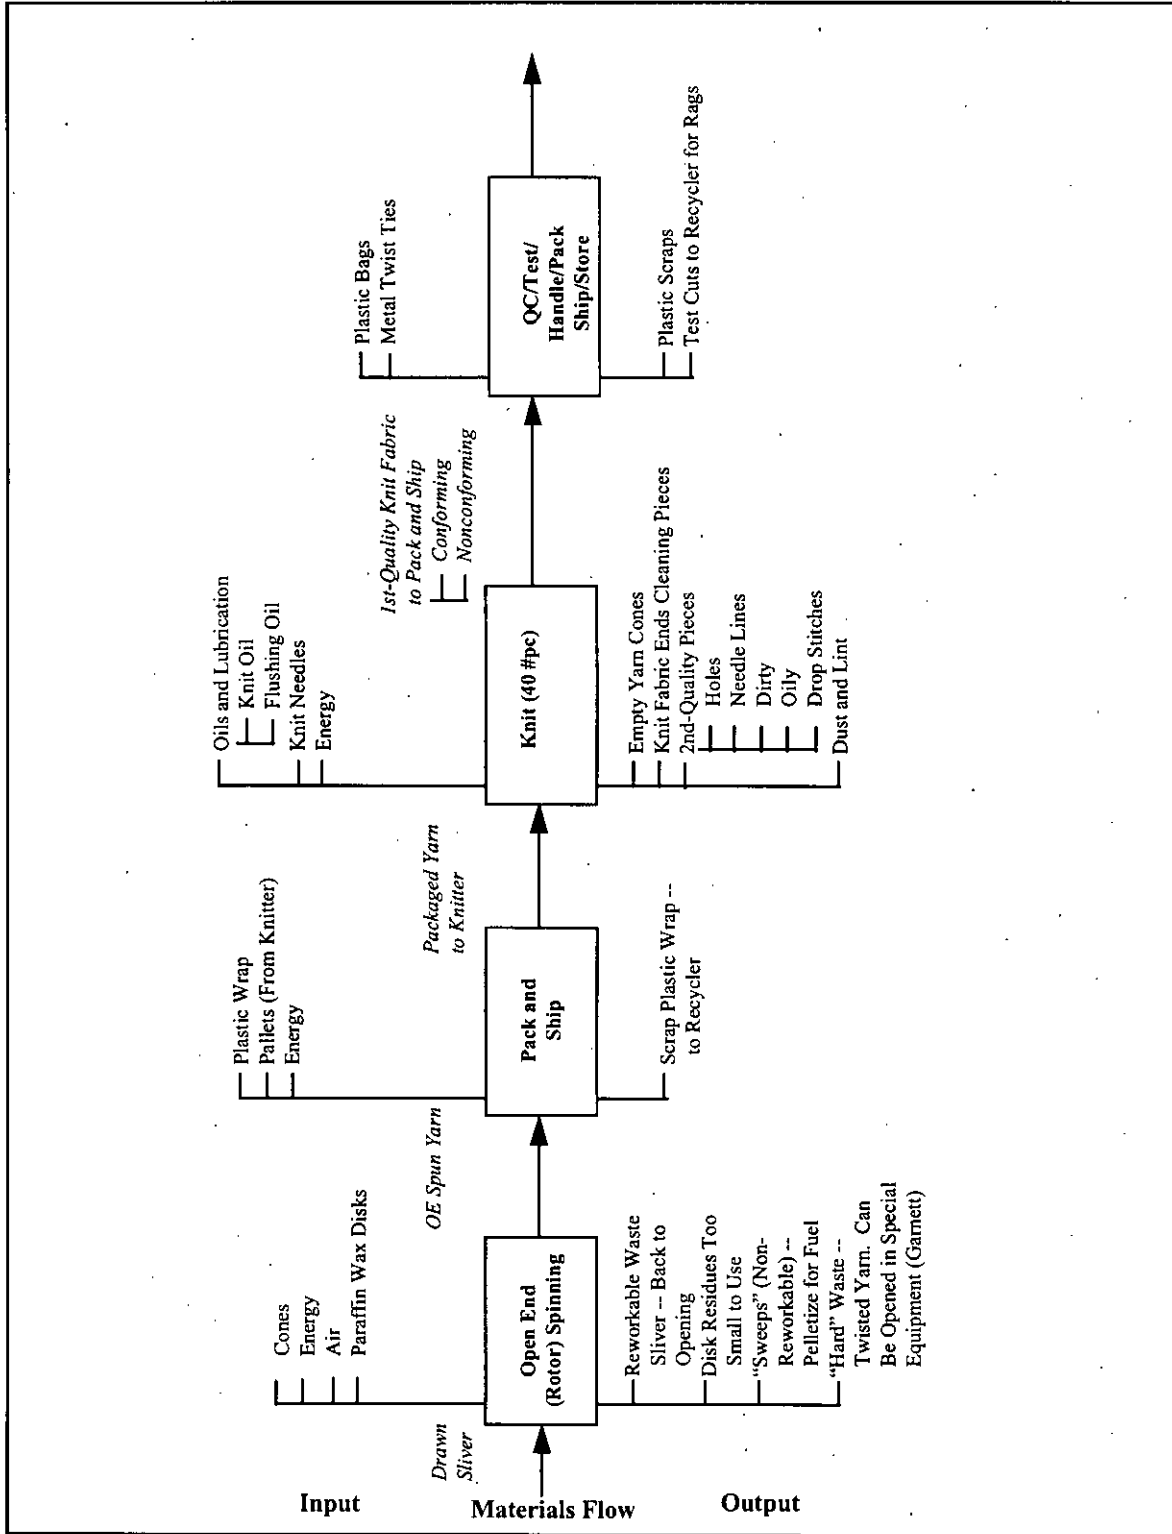 Input
Materials Flow
Output
Drawn
Sliver
Cones
Energy
Air
Paraffin Wax Disks
Open End
(Rotor) Spinning
Reworkable Waste
Sliver -- Back to
Opening
Disk Residues Too
Small to Use
“Sweeps” (Non-
Reworkable) --
Pelletize for Fuel
“Hard” Waste --
Twisted Yarn.  Can
Be Opened in Special
Equipment (Garnett)
OE Spun Yarn
Plastic Wrap
Pallets (From Knitter)
Energy
Pack and
Ship
Scrap Plastic Wrap --
to Recycler
Packaged Yarn
to Knitter
Oils and Lubrication
Knit Oil
Flushing Oil
Knit Needles
Energy
Knit (40 #pc)
Empty Yarn Cones
Knit Fabric Ends Cleaning Pieces
2nd-Quality Pieces
Holes
Needle Lines
Dirty
Oily
Drop Stitches
Dust and Lint
1st-Quality Knit Fabric
to Pack and Ship
Conforming
Nonconforming
Plastic Bags
Metal Twist Ties
QC/Test/
Handle/Pack
Ship/Store
Plastic Scraps
Test Cuts to Recycler for Rags